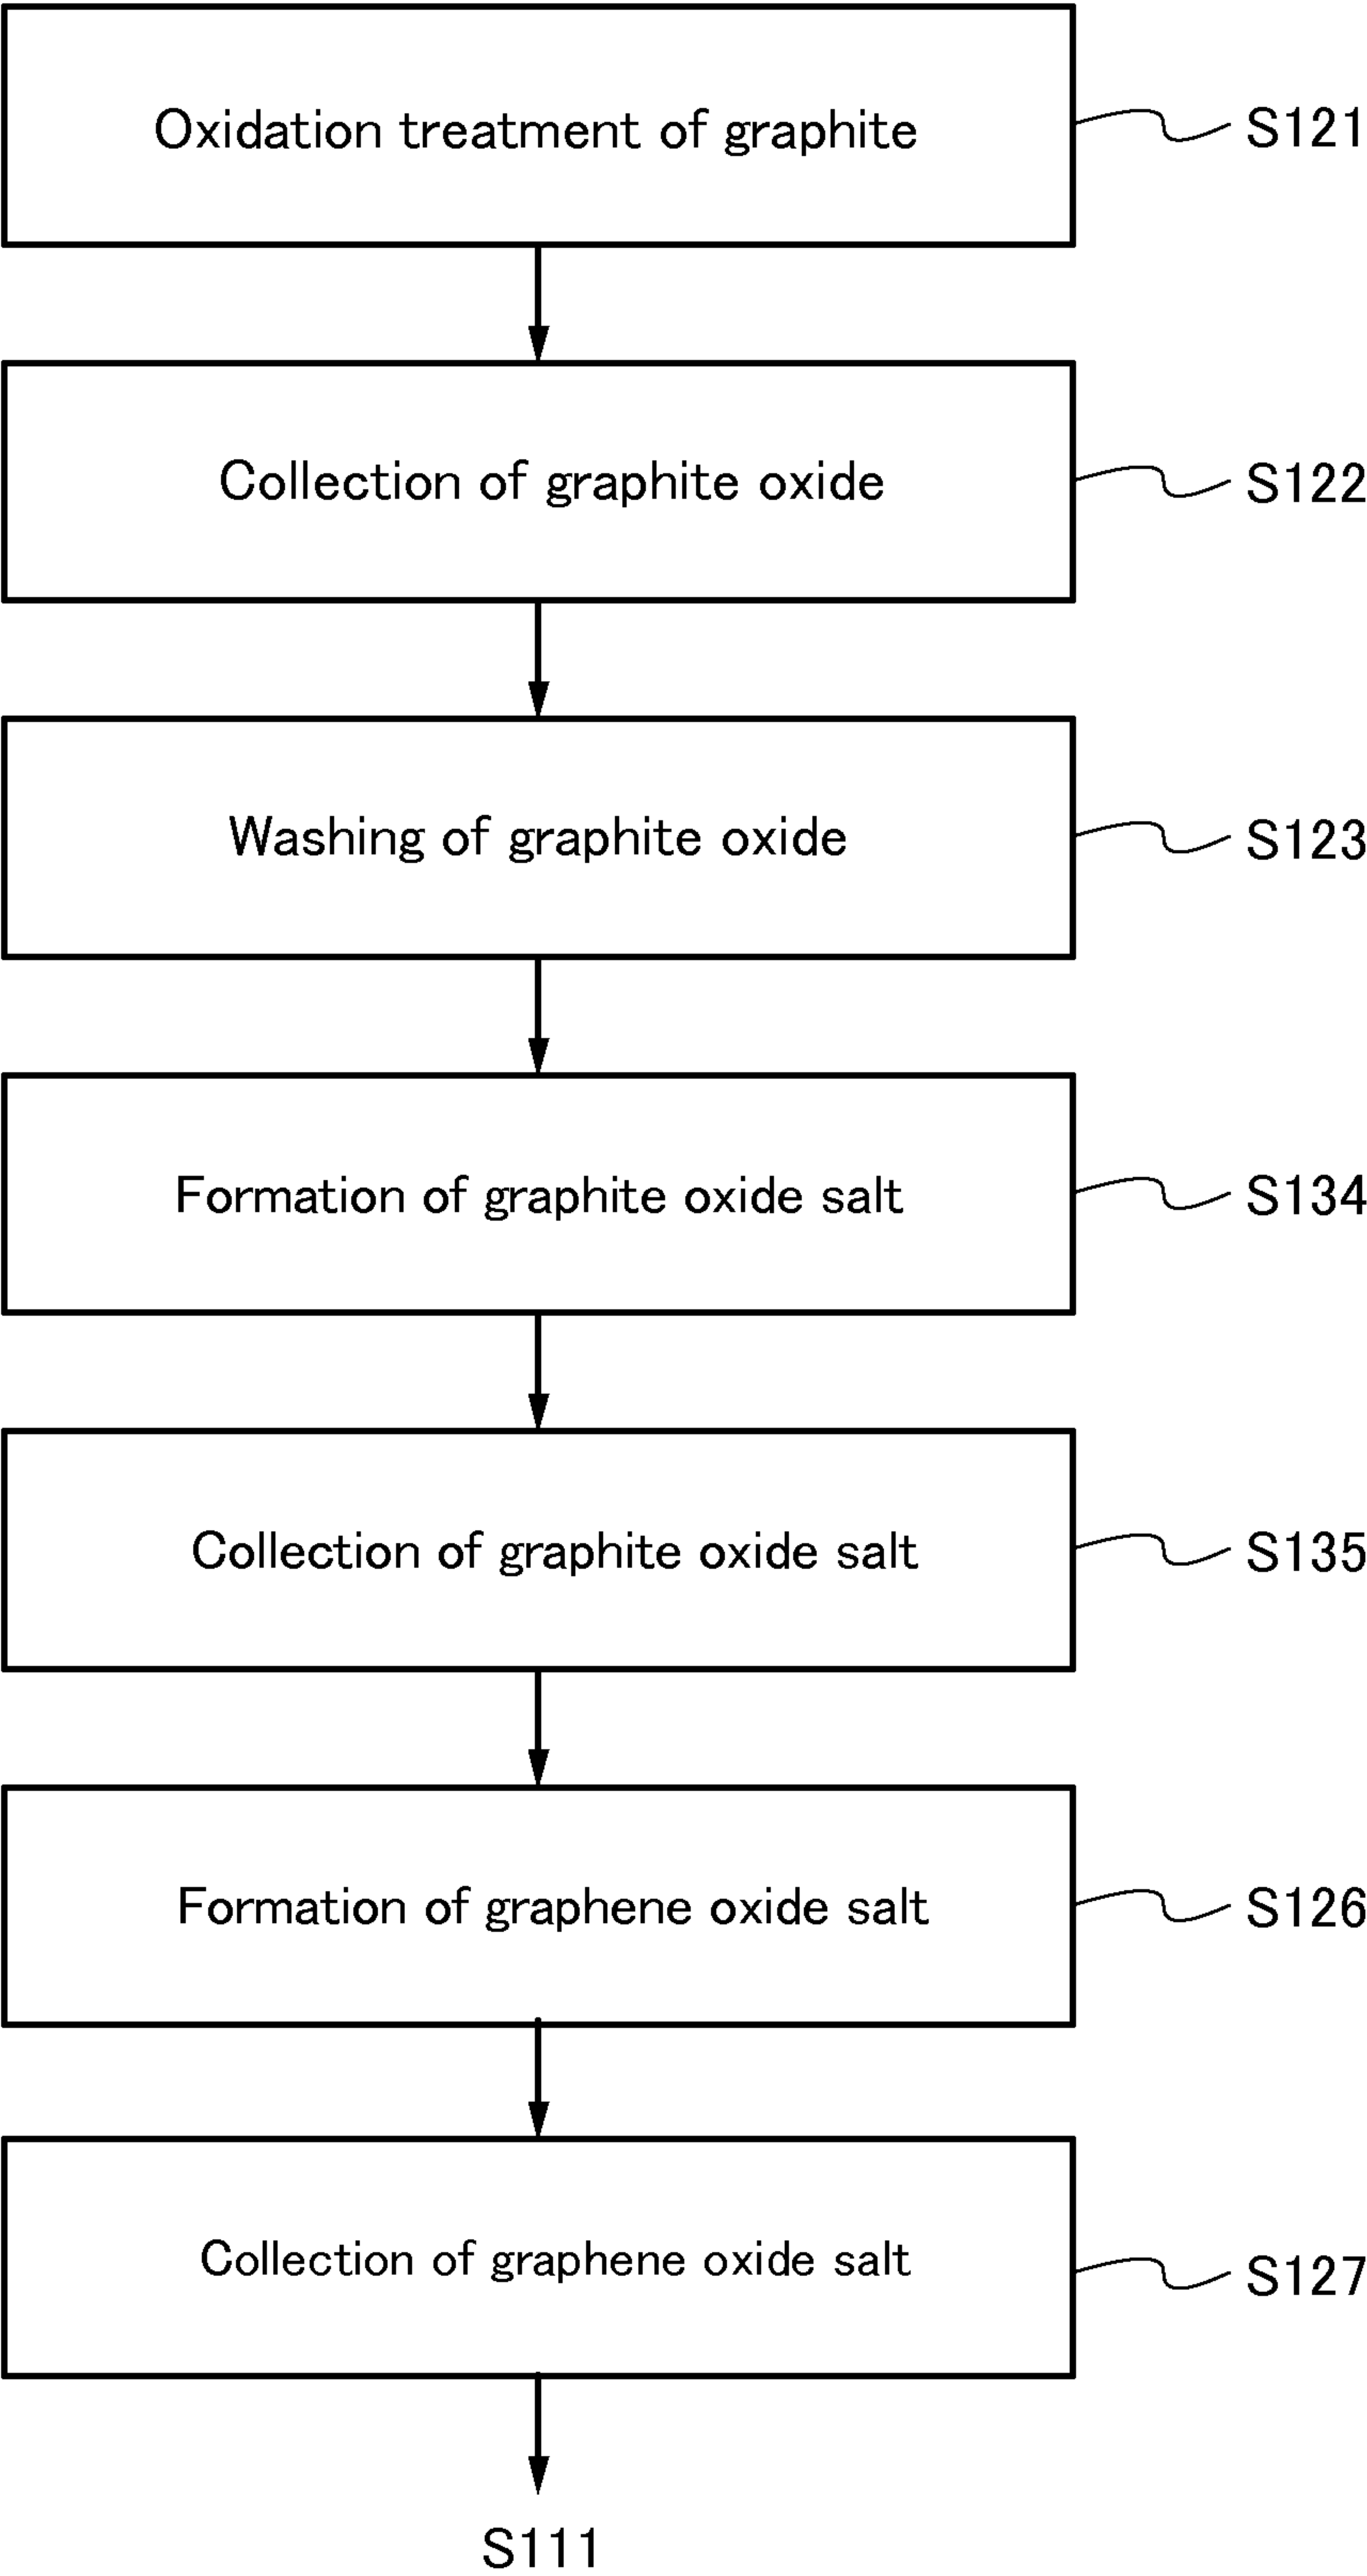 Oxidation treatment of graphite
S121
Collection of graphite oxide
S122
Washing of graphite oxide
S123
Formation of graphite oxide salt
S134
Collection of graphite oxide salt
S135
Formation of graphene oxide salt
S126
Collection of graphene oxide salt
S127
S111